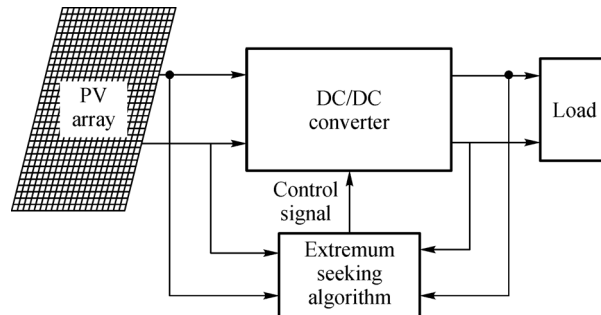 PV
array
DC/DC
converter
Load
Control
signal
Extremum
seeking
algorithm